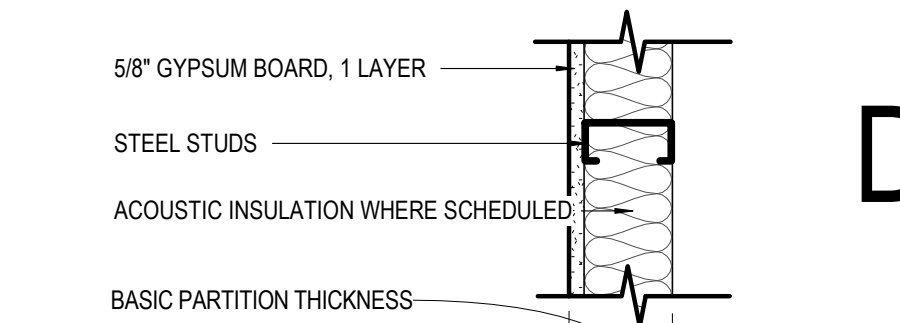 5/8" GYPSUM BOARD, 1 LAYER
STEEL STUDS
D
ACOUSTIC INSULATION WHERE SCHEDULED
BASIC PARTITION THICKNESS